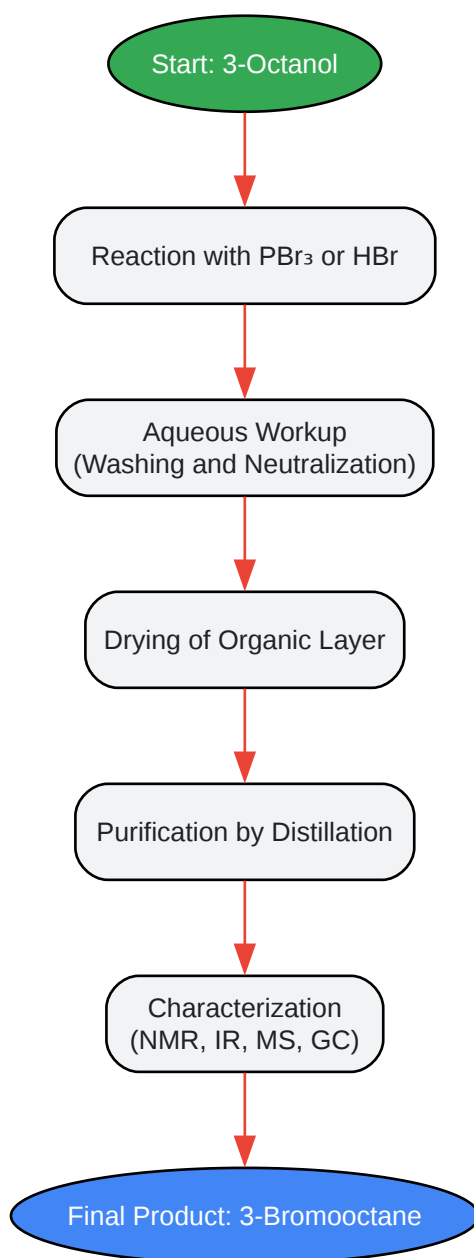 Start: 3-Octanol
Reaction with PBr₃ or HBr
Aqueous Workup
(Washing and Neutralization)
Drying of Organic Layer
Purification by Distillation
Characterization
(NMR, IR, MS, GC)
Final Product: 3-Bromooctane